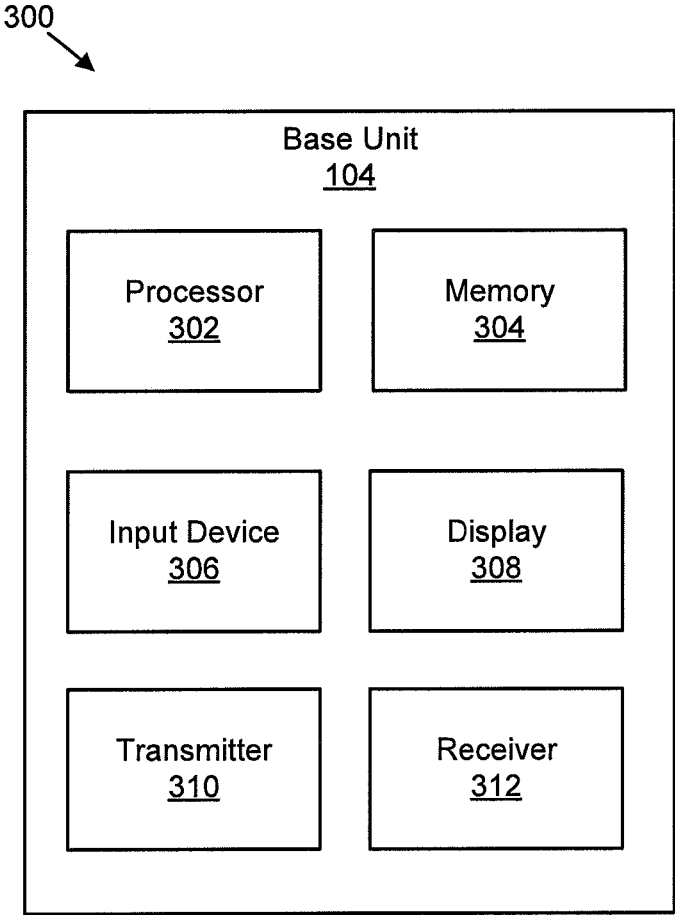 300
Base Unit
104
Processor
302
Memory
304
Input Device
306
Display
308
Transmitter
310
Receiver
312